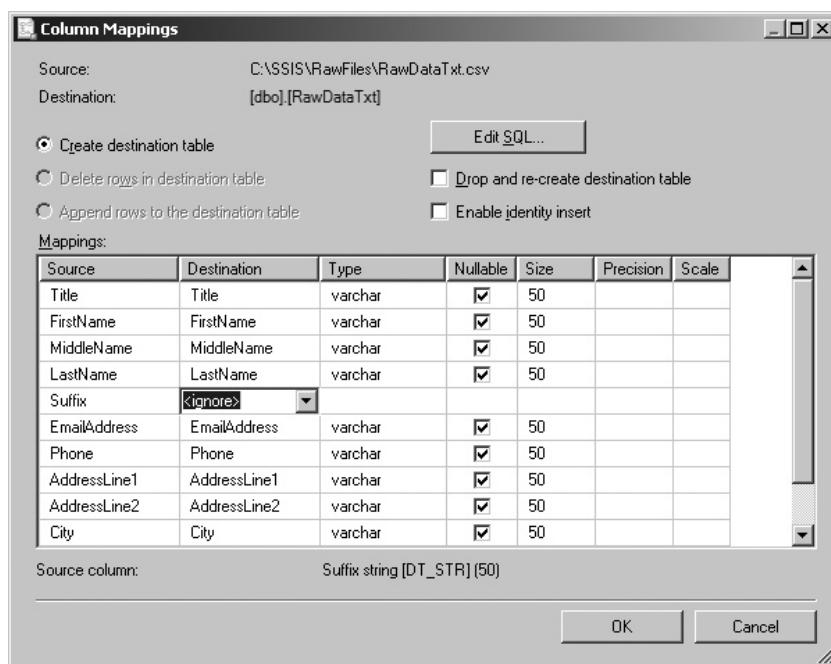 Column Mappings
Source: C:\SSIS\RawFiles\RawDataTxt.csv
Destination: [dbo].[RawDataTxt]
Create destination table
Edit SQL...
Delete rows in destination table
Drop and re-create destination table
Append rows to the destination table
Enable identity insert
Mappings:
Source Destination Type Nullable Size Precision Scale
Title Title varchar 50
FirstName FirstName varchar 50
MiddleName MiddleName varchar 50
LastName LastName varchar 50
Suffix <ignore>
EmailAddress EmailAddress varchar 50
Phone Phone varchar 50
AddressLine1 AddressLine1 varchar 50
AddressLine2 AddressLine2 varchar 50
City City varchar 50
Source column: Suffix string [DT_STR] (50)
OK Cancel